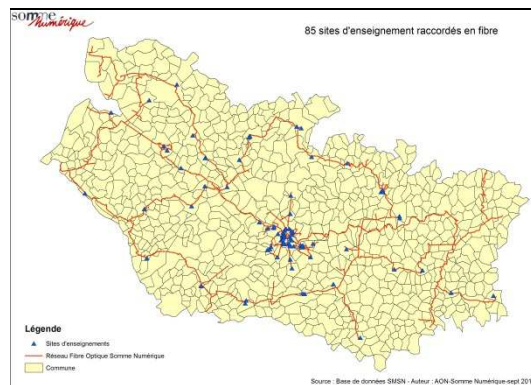 somme
numérique
85 sites d'enseignement raccordés en fibre
Légende
Sites d'enseignements
Réseau Fibre Optique Somme Numérique
Commune
Source : Base de données SMSN - Auteur : AON-Somme Numérique-sept